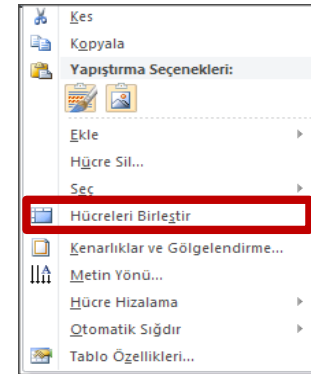 Kes
Kopyala
Yapıştırma Seçenekleri:
Ekle
Hücre Sil...
Seç
Hücreleri Birleştir
Kenarlıklar ve Gölgelendirme...
Metin Yönü...
Hücre Hizalama
Otomatik Sığdır
Tablo Özellikleri...